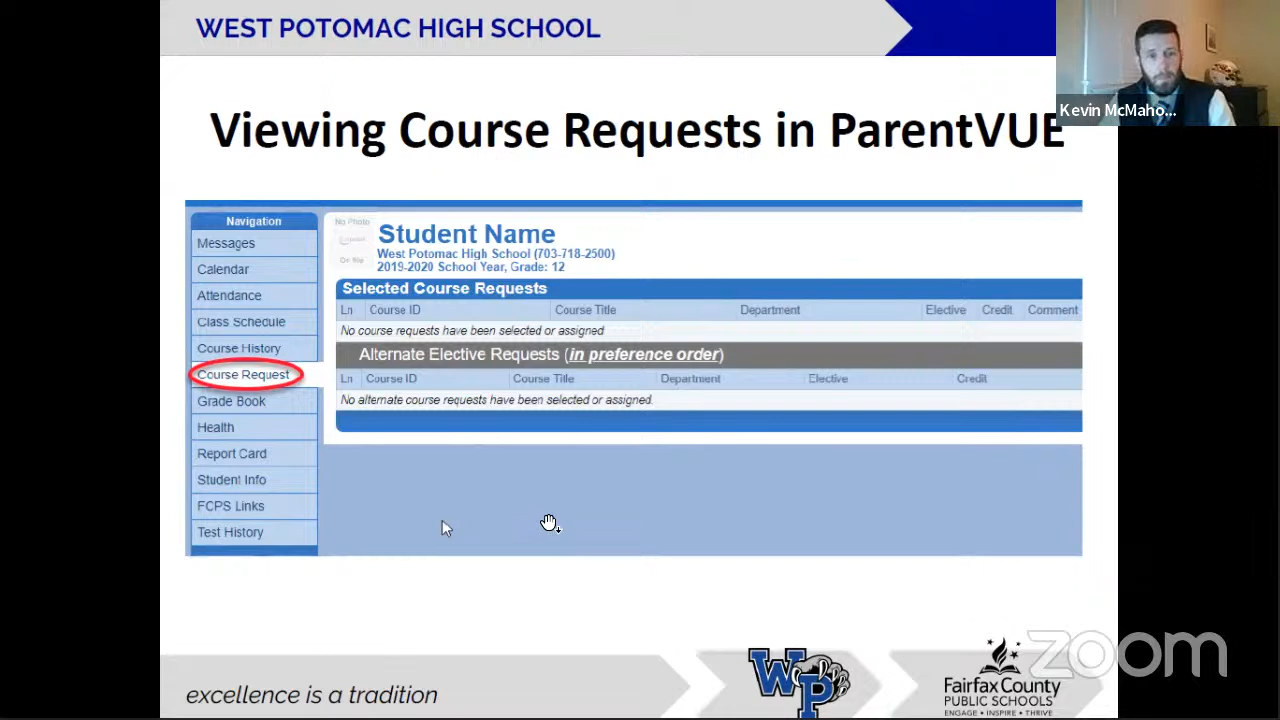 WEST POTOMAC HIGH SCHOOL
Kevin McMaho...
Viewing Course Requests in ParentVUE
Navigation
Messages
Calendar
Attendance
Class Schedule
Course History
Course Request
Grade Book
Health
Report Card
Student Info
FCPS Links
Test History
No Photo
On file
Student Name
West Potomac High School (703-718-2500)
2019-2020 School Year, Grade: 12
Selected Course Requests
Ln Course ID Course Title Department Elective Credit Comment
No course requests have been selected or assigned
Alternate Elective Requests (in preference order)
Ln Course ID Course Title Department Elective Credit
No alternate course requests have been selected or assigned.
excellence is a tradition
WP
Fairfax County
PUBLIC SCHOOLS
ENGAGE • INSPIRE • THRIVE
zoom